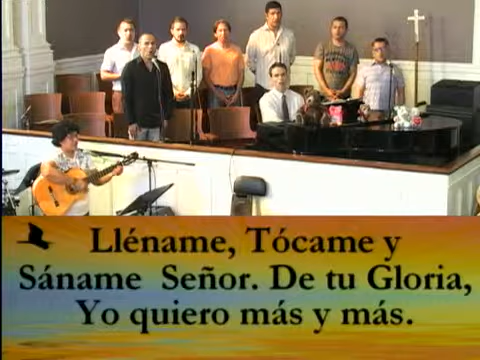 Lléname, Tócame y
Sáname Señor. De tu Gloria,
Yo quiero más y más.